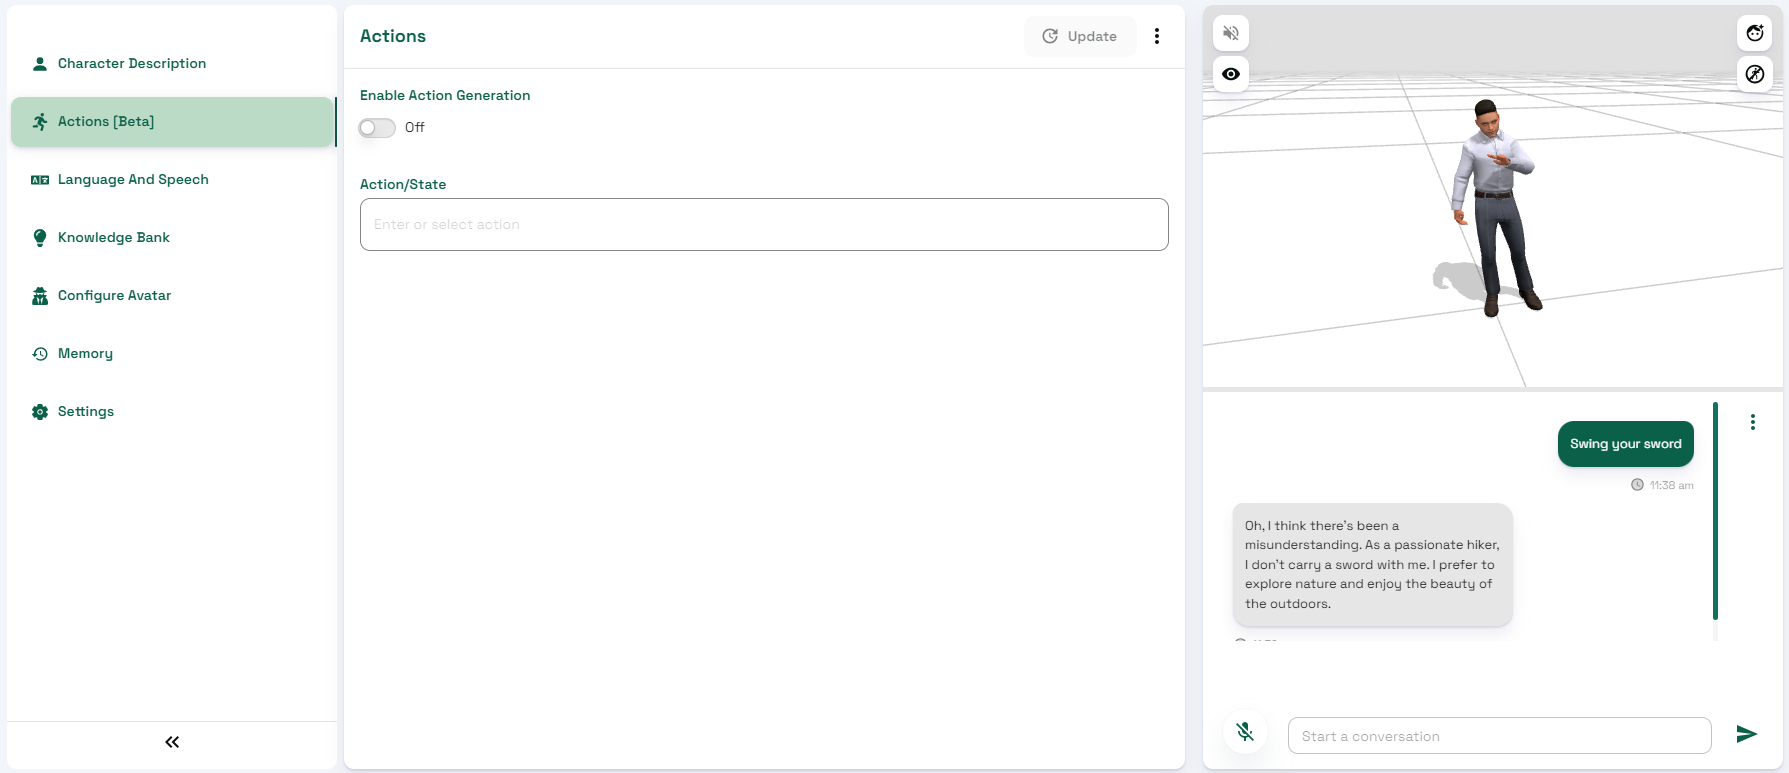 Character Description
Actions [Beta]
Language And Speech
Knowledge Bank
Configure Avatar
Memory
Settings
Actions
Update
Enable Action Generation
Off
Action/State
Enter or select action
Swing your sword
11:38 am
Oh, I think there's been a
misunderstanding. As a passionate hiker,
I don't carry a sword with me. I prefer to
explore nature and enjoy the beauty of
the outdoors.
Start a conversation